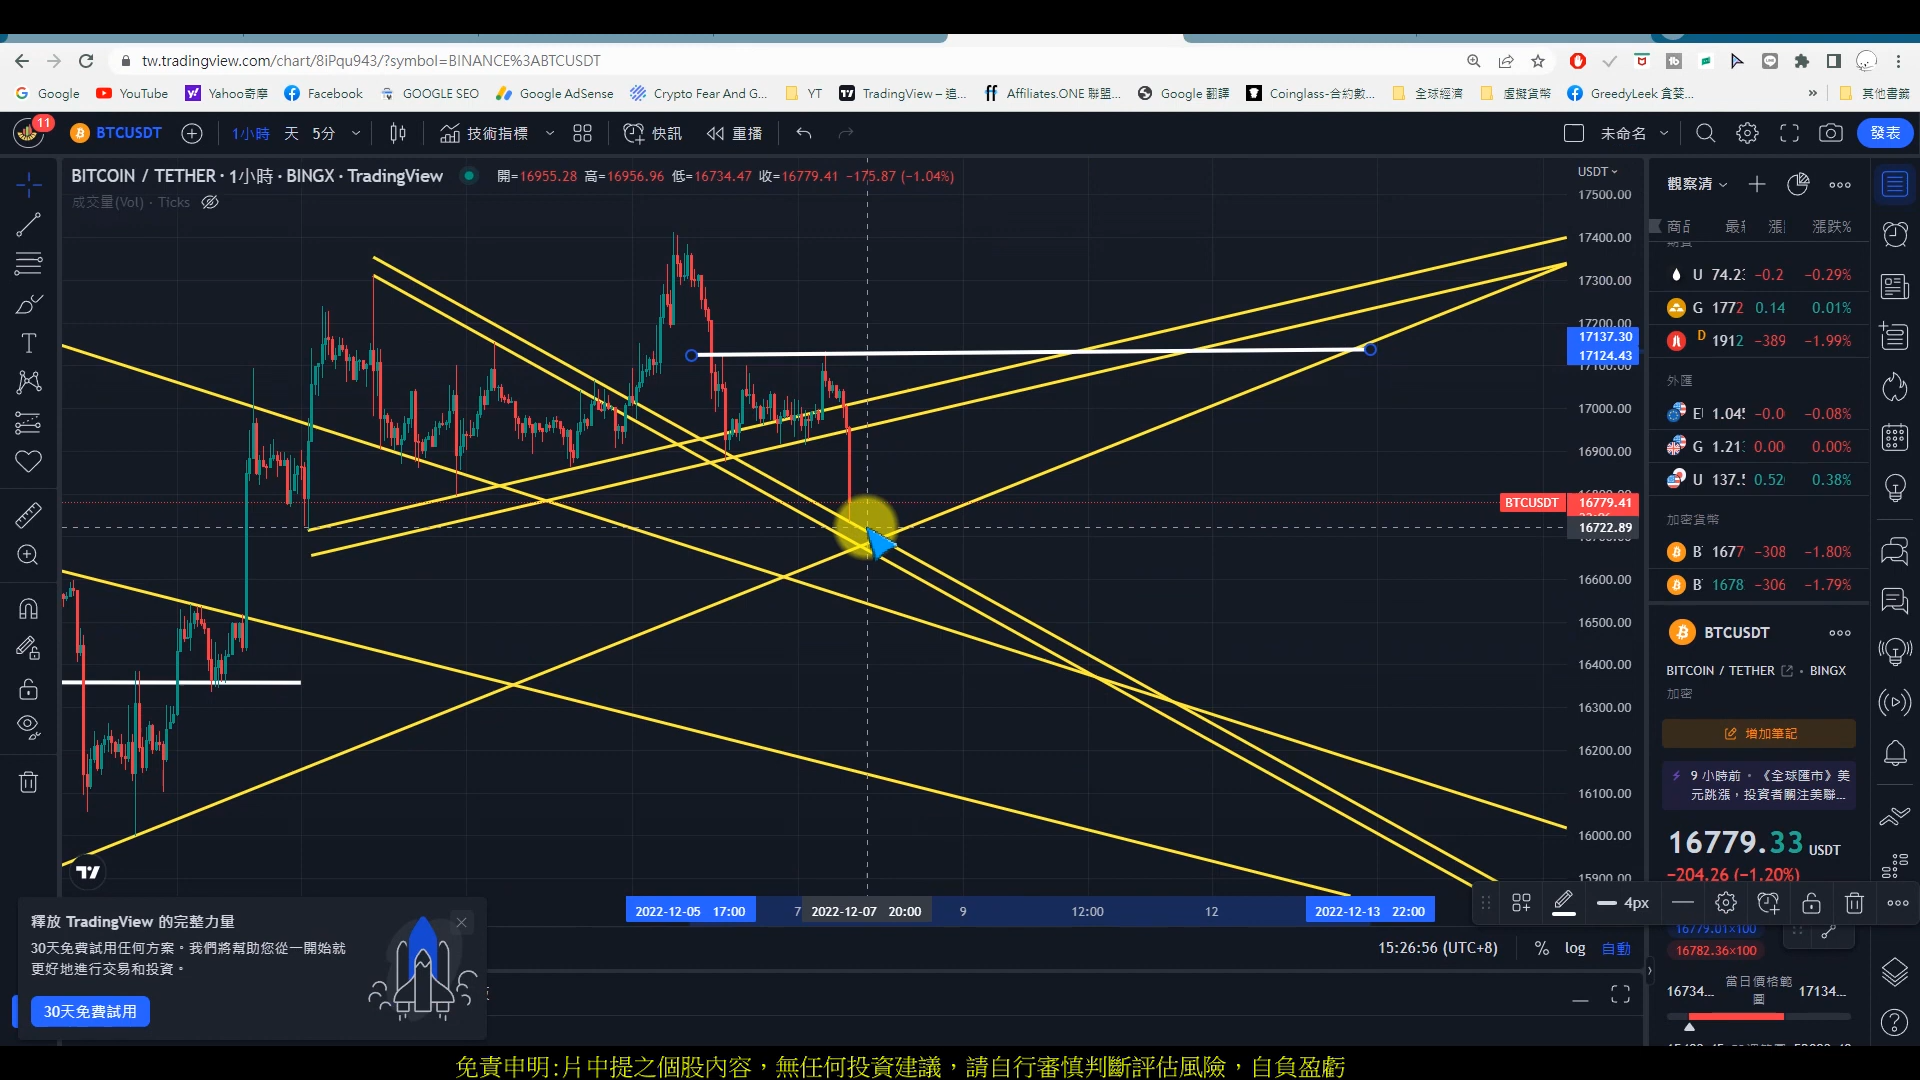 tw.tradingview.com/chart/8iPqu943/?symbol=BINANCE%3ABTCUSDT
Google YouTube Yahoo奇摩 Facebook GOOGLE SEO Google AdSense Crypto Fear And G... YT TradingView – 追... Affiliates.ONE 聯盟... Google 翻譯 Coinglass-合約數... 全球經濟 虛擬貨幣 GreedyLeek 貪婪... » 其他書籤
11 BTCUSDT 1小時 天 5分 技術指標 快訊 重播 未命名 發表
BITCOIN / TETHER · 1小時 · BINGX · TradingView 開=16955.28 高=16956.96 低=16734.47 收=16779.41 −175.87 (−1.04%)
成交量(Vol) · Ticks
USDT
17500.00
17400.00
17300.00
17200.00
17137.30
17124.43
17100.00
17000.00
16900.00
BTCUSDT 16779.41
16722.89
16600.00
16500.00
16400.00
16300.00
16200.00
16100.00
16000.00
15900.00
2022-12-05 17:00 7 2022-12-07 20:00 9 12:00 12 2022-12-13 22:00
15:26:56 (UTC+8) % log 自動
4px
觀察清
最 漲跌%
U 74.2 −0.2 −0.29%
G 1772 0.14 0.01%
D 1912 −389 −1.99%
外匯
E 1.04 −0.0 −0.08%
G 1.21 0.00 0.00%
U 137. 0.52 0.38%
加密貨幣
B 1677 −308 −1.80%
B 1678 −306 −1.79%
BTCUSDT
BITCOIN / TETHER · BINGX
加密
增加筆記
9 小時前 · 《全球匯市》美
元跳漲，投資者關注美聯...
16779.33 USDT
−204.26 (−1.20%)
16779.01×100
16782.36×100
16734... 當日價格範圍 17134...
釋放 TradingView 的完整力量
30天免費試用任何方案。我們將幫助您從一開始就
更好地進行交易和投資。
30天免費試用
免責申明:片中提之個股內容，無任何投資建議，請自行審慎判斷評估風險，自負盈虧